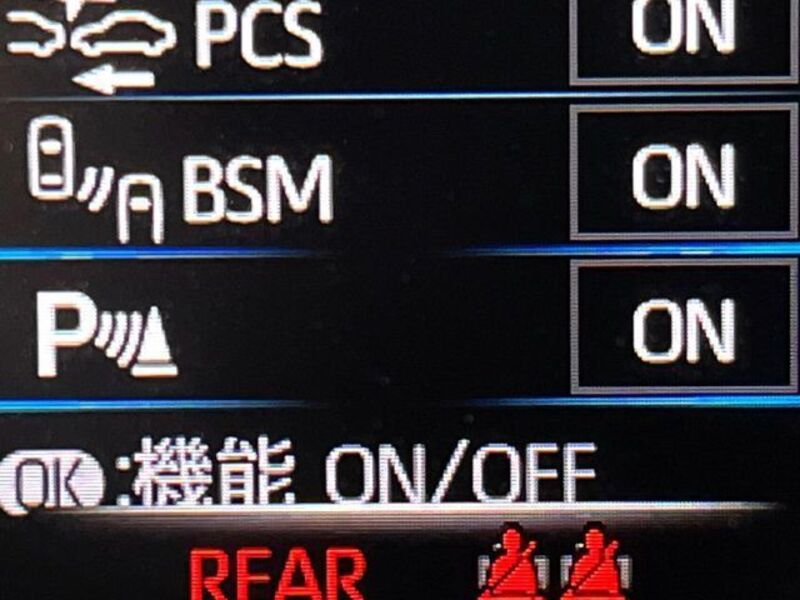 PCS ON
BSM ON
P ON
OK :機能 ON/OFF
REAR